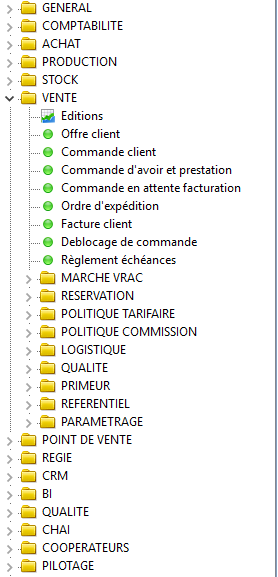 GENERAL
COMPTABILITE
ACHAT
PRODUCTION
STOCK
VENTE
Editions
Offre client
Commande client
Commande d'avoir et prestation
Commande en attente facturation
Ordre d'expédition
Facture client
Deblocage de commande
Règlement échéances
MARCHE VRAC
RESERVATION
POLITIQUE TARIFAIRE
POLITIQUE COMMISSION
LOGISTIQUE
QUALITE
PRIMEUR
REFERENTIEL
PARAMETRAGE
POINT DE VENTE
REGIE
CRM
BI
QUALITE
CHAI
COOPERATEURS
PILOTAGE